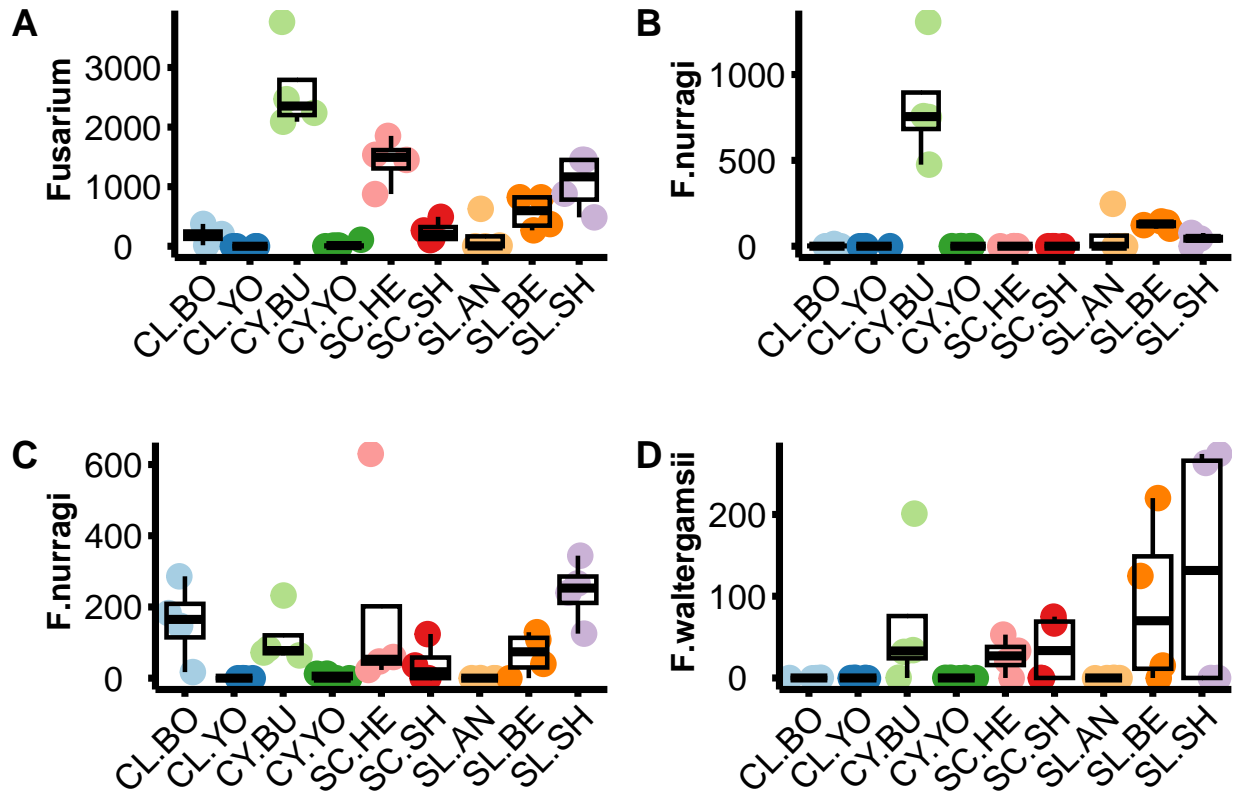 A
Fusarium
3000
2000
1000
0
CL.BO
CL.YO
CY.BU
CY.YO
SC.HE
SC.SH
SL.AN
SL.BE
SL.SH
B
F.nurragi
1000
500
0
CL.BO
CL.YO
CY.BU
CY.YO
SC.HE
SC.SH
SL.AN
SL.BE
SL.SH
C
F.nurragi
600
400
200
0
CL.BO
CL.YO
CY.BU
CY.YO
SC.HE
SC.SH
SL.AN
SL.BE
SL.SH
D
F.waltergamsii
200
100
0
CL.BO
CL.YO
CY.BU
CY.YO
SC.HE
SC.SH
SL.AN
SL.BE
SL.SH